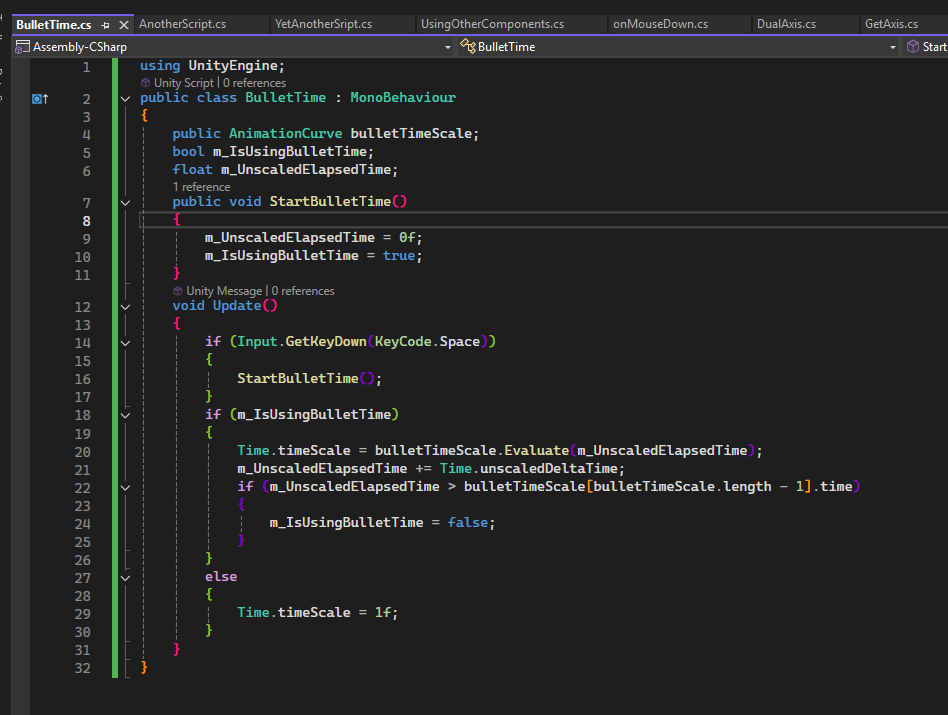 BulletTime.cs AnotherScript.cs YetAnotherSript.cs UsingOtherComponents.cs onMouseDown.cs DualAxis.cs GetAxis.cs
Assembly-CSharp BulletTime Start
1 using UnityEngine;
Unity Script | 0 references
2 public class BulletTime : MonoBehaviour
3 {
4 public AnimationCurve bulletTimeScale;
5 bool m_IsUsingBulletTime;
6 float m_UnscaledElapsedTime;
1 reference
7 public void StartBulletTime()
8 {
9 m_UnscaledElapsedTime = 0f;
10 m_IsUsingBulletTime = true;
11 }
Unity Message | 0 references
12 void Update()
13 {
14 if (Input.GetKeyDown(KeyCode.Space))
15 {
16 StartBulletTime();
17 }
18 if (m_IsUsingBulletTime)
19 {
20 Time.timeScale = bulletTimeScale.Evaluate(m_UnscaledElapsedTime);
21 m_UnscaledElapsedTime += Time.unscaledDeltaTime;
22 if (m_UnscaledElapsedTime > bulletTimeScale[bulletTimeScale.length - 1].time)
23 {
24 m_IsUsingBulletTime = false;
25 }
26 }
27 else
28 {
29 Time.timeScale = 1f;
30 }
31 }
32 }